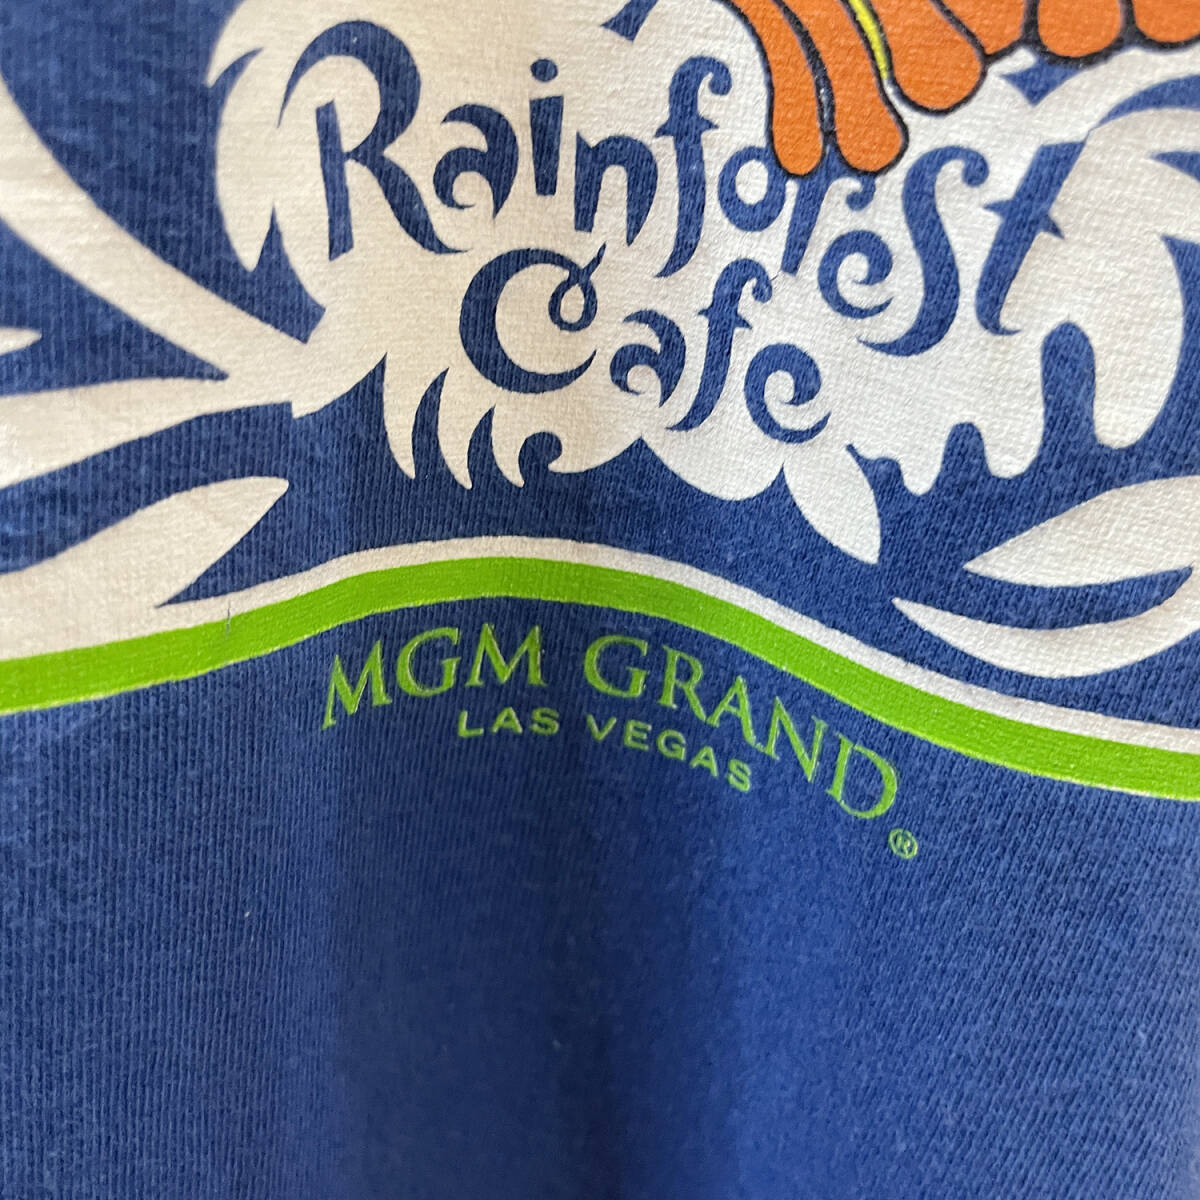 Rainforest
Cafe
MGM GRAND
LAS VEGAS
®